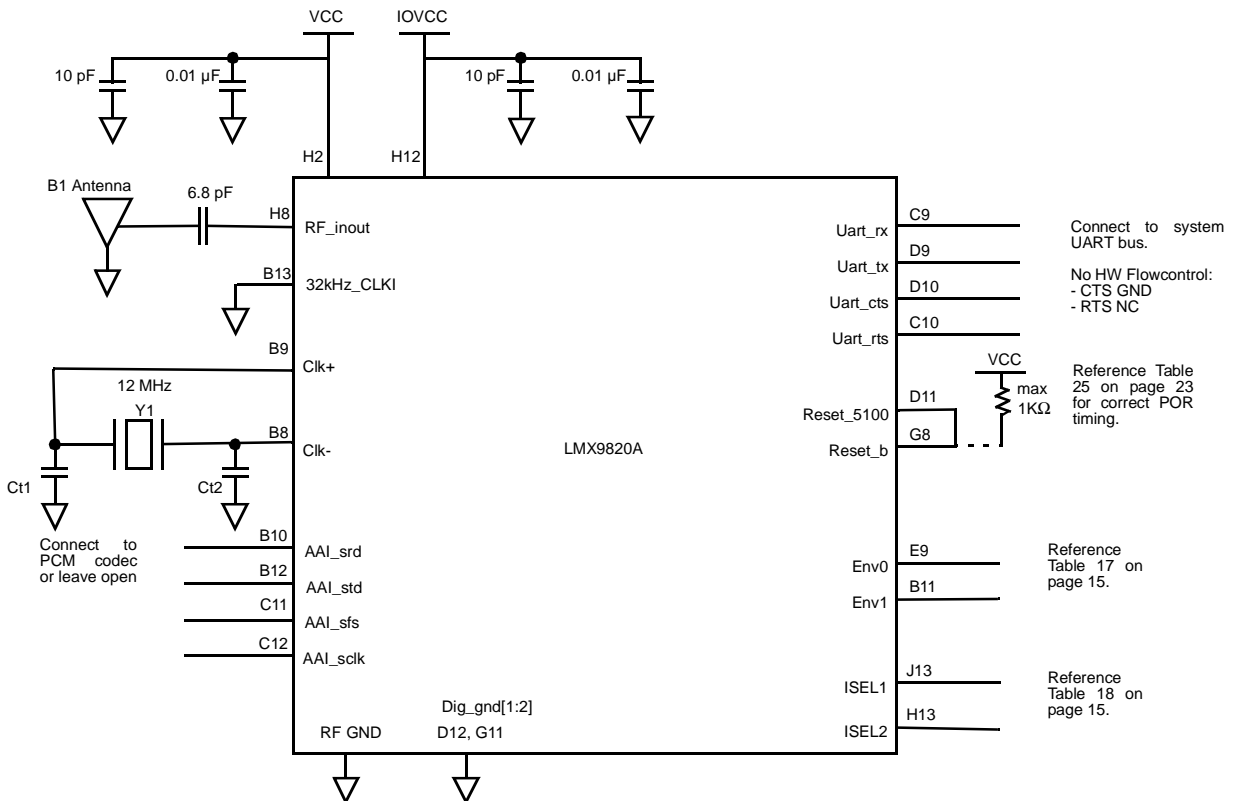 VCC
IOVCC
10 pF
0.01 µF
10 pF
0.01 µF
H2
H12
B1 Antenna
6.8 pF
H8
RF_inout
B13
32kHz_CLKI
B9
Clk+
12 MHz
Y1
B8
Clk-
Ct1
Ct2
Connect to
PCM codec
or leave open
B10
AAI_srd
B12
AAI_std
C11
AAI_sfs
C12
AAI_sclk
LMX9820A
RF GND
Dig_gnd[1:2]
D12, G11
C9
Uart_rx
D9
Uart_tx
D10
Uart_cts
C10
Uart_rts
Connect to system
UART bus.
No HW Flowcontrol:
- CTS GND
- RTS NC
VCC
max
1KΩ
D11
Reset_5100
G8
Reset_b
Reference Table
25 on page 23
for correct POR
timing.
E9
Env0
B11
Env1
Reference
Table 17 on
page 15.
J13
ISEL1
H13
ISEL2
Reference
Table 18 on
page 15.